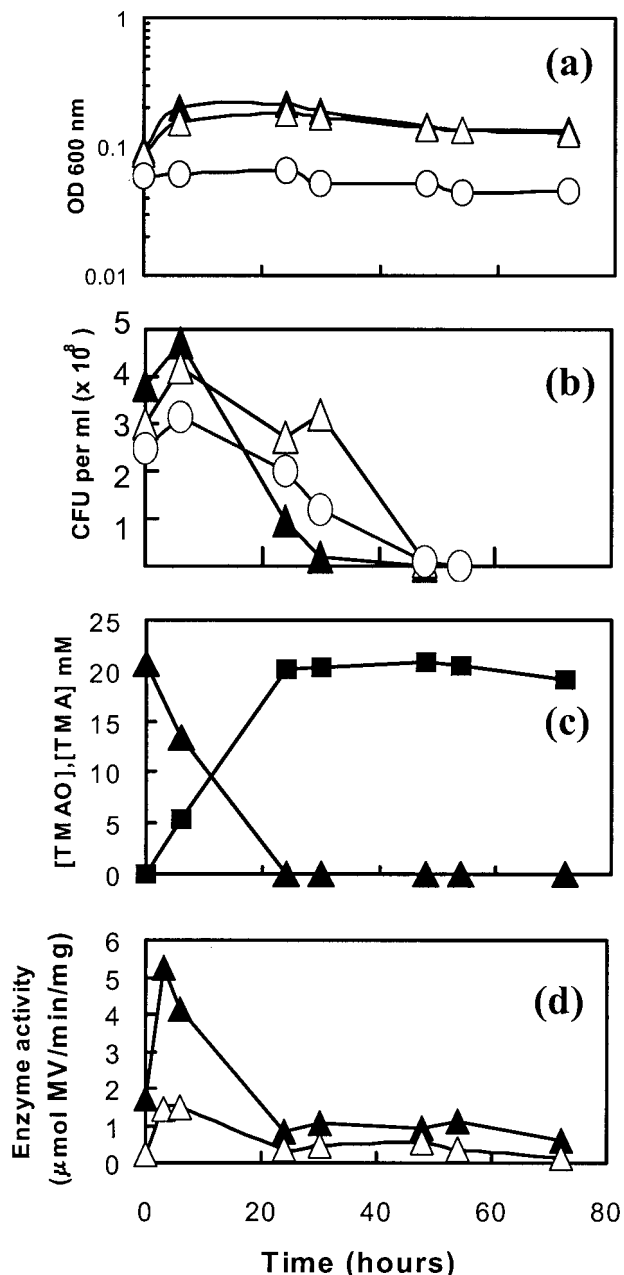 1
(a)
OD 600 nm
0.1
0.01
5
(b)
CFU per ml (x 10⁸)
4
3
2
1
25
[TMAO],[TMA] mM
20
15
(c)
10
5
0
6
(d)
Enzyme activity
(µmol MV/min/mg)
5
4
3
2
1
0
0 20 40 60 80
Time (hours)